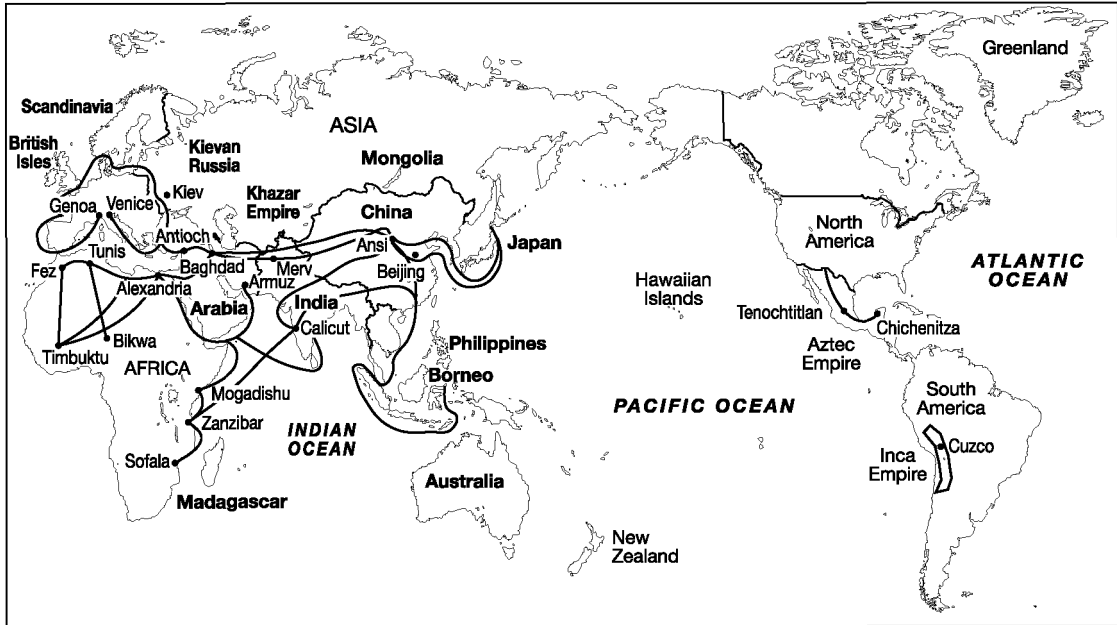 Greenland
Scandinavia
ASIA
British
Isles
Kievan
Russia
Mongolia
Kiev
Khazar
Empire
Genoa
Venice
China
North
America
Antioch
Ansi
Japan
Tunis
Baghdad
Merv
Beijing
ATLANTIC
OCEAN
Fez
Alexandria
Armuz
Hawaiian
Islands
Arabia
India
Tenochtitlan
Calicut
Chichenitza
Bikwa
Timbuktu
Philippines
Aztec
Empire
AFRICA
Borneo
Mogadishu
South
America
PACIFIC OCEAN
Zanzibar
INDIAN
OCEAN
Cuzco
Inca
Empire
Sofala
Australia
Madagascar
New
Zealand